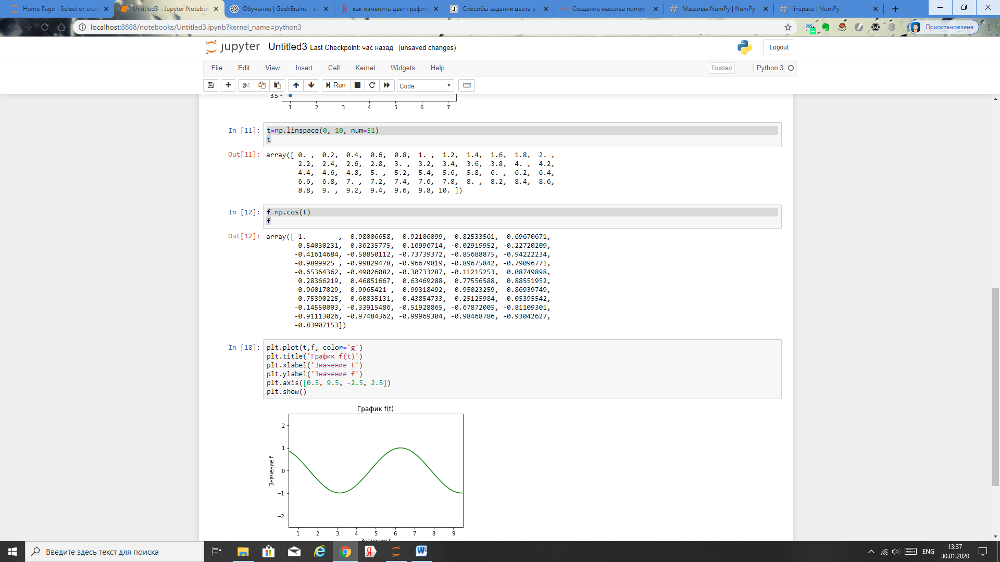 Home Page - Select or creat
Untitled3 - Jupyter Noteboo
Обучение | GeekBrains - об
как изменить цвет график
Способы задания цвета в
Создание массива numpy
Массивы NumPy | NumPy
linspace | NumPy
localhost:8888/notebooks/Untitled3.ipynb?kernel_name=python3
Приостановлена
jupyter Untitled3 Last Checkpoint: час назад (unsaved changes)
Logout
File Edit View Insert Cell Kernel Widgets Help
Trusted
Python 3
Run
Code
3.5
1 2 3 4 5 6 7
In [11]: t=np.linspace(0, 10, num=51)
t
Out[11]: array([ 0. ,  0.2,  0.4,  0.6,  0.8,  1. ,  1.2,  1.4,  1.6,  1.8,  2. ,
2.2,  2.4,  2.6,  2.8,  3. ,  3.2,  3.4,  3.6,  3.8,  4. ,  4.2,
4.4,  4.6,  4.8,  5. ,  5.2,  5.4,  5.6,  5.8,  6. ,  6.2,  6.4,
6.6,  6.8,  7. ,  7.2,  7.4,  7.6,  7.8,  8. ,  8.2,  8.4,  8.6,
8.8,  9. ,  9.2,  9.4,  9.6,  9.8, 10. ])
In [12]: f=np.cos(t)
f
Out[12]: array([ 1.        ,  0.98006658,  0.92106099,  0.82533561,  0.69670671,
0.54030231,  0.36235775,  0.16996714, -0.02919952, -0.22720209,
-0.41614684, -0.58850112, -0.73739372, -0.85688875, -0.94222234,
-0.9899925 , -0.99829478, -0.96679819, -0.89675842, -0.79096771,
-0.65364362, -0.49026082, -0.30733287, -0.11215253,  0.08749898,
0.28366219,  0.46851667,  0.63469288,  0.77556588,  0.88551952,
0.96017029,  0.9965421 ,  0.99318492,  0.95023259,  0.86939749,
0.75390225,  0.60835131,  0.43854733,  0.25125984,  0.05395542,
-0.14550003, -0.33915486, -0.51928865, -0.67872005, -0.81109301,
-0.91113026, -0.97484362, -0.99969304, -0.98468786, -0.93042627,
-0.83907153])
In [18]: plt.plot(t,f, color='g')
plt.title('График f(t)')
plt.xlabel('Значение t')
plt.ylabel('Значение f')
plt.axis([0.5, 9.5, -2.5, 2.5])
plt.show()
График f(t)
2
1
0
−1
−2
Значение f
1 2 3 4 5 6 7 8 9
Значение t
Введите здесь текст для поиска
ENG
13:37
30.01.2020